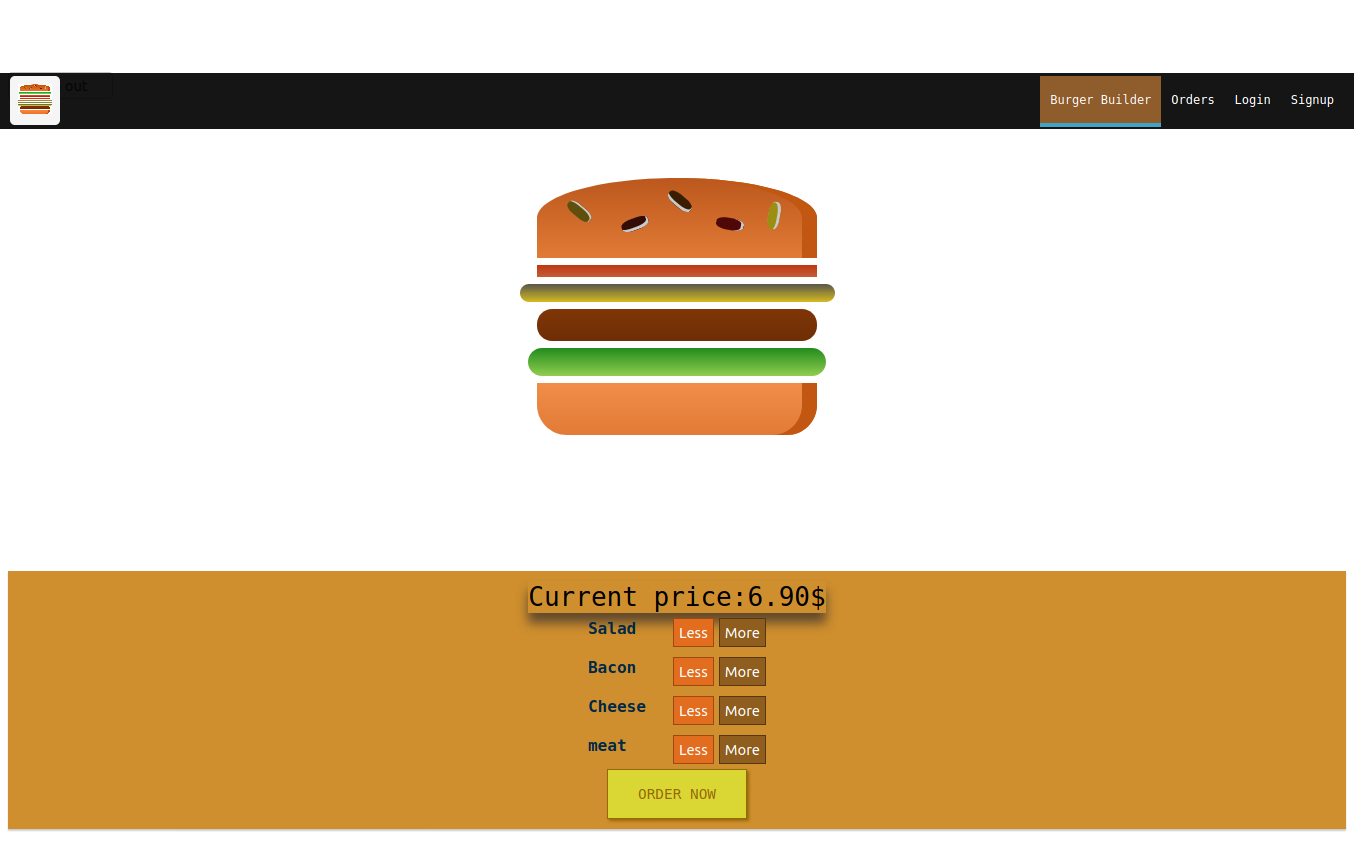 out
Burger Builder Orders Login Signup
Current price:6.90$
Salad Less More
Bacon Less More
Cheese Less More
meat Less More
ORDER NOW